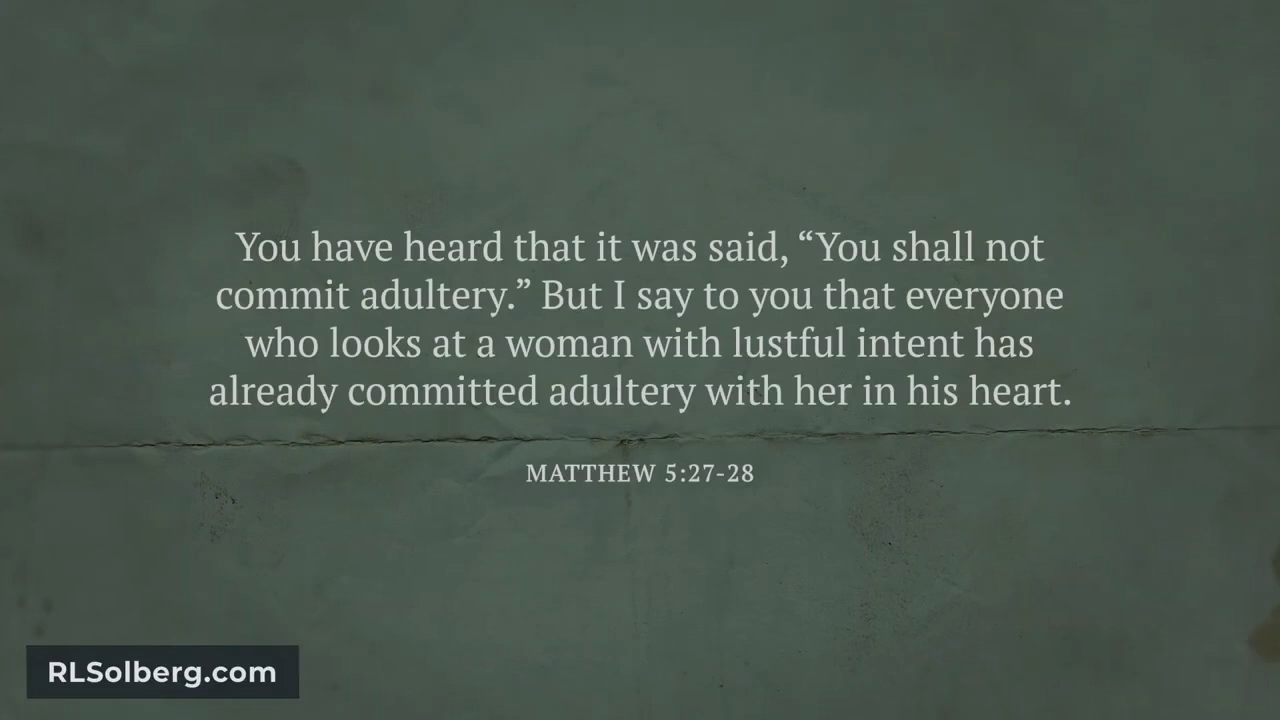 You have heard that it was said, “You shall not
commit adultery.” But I say to you that everyone
who looks at a woman with lustful intent has
already committed adultery with her in his heart.
MATTHEW 5:27-28
RLSolberg.com